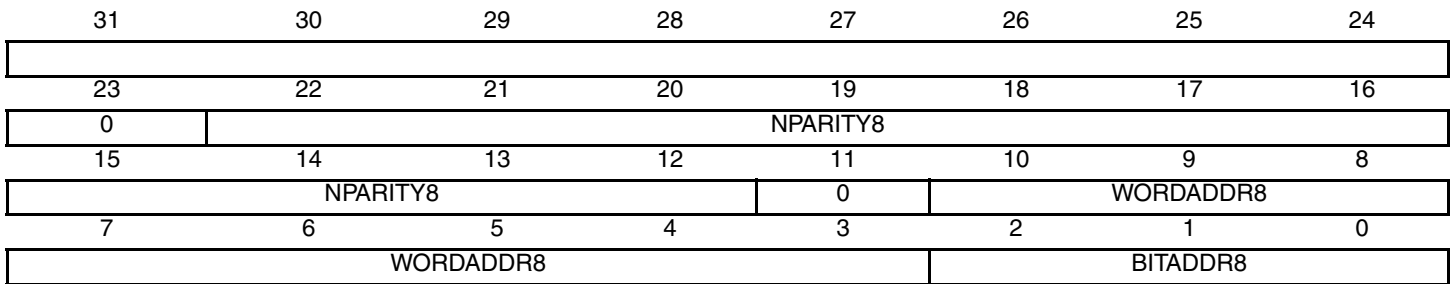 31 30 29 28 27 26 25 24
23 22 21 20 19 18 17 16
0 NPARITY8
15 14 13 12 11 10 9 8
NPARITY8 0 WORDADDR8
7 6 5 4 3 2 1 0
WORDADDR8 BITADDR8